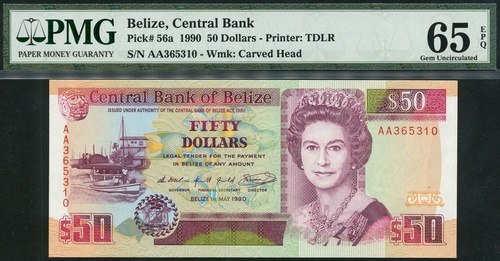 PMG
PAPER MONEY GUARANTY
Belize, Central Bank
Pick# 56a 1990 50 Dollars - Printer: TDLR
S/N AA365310 - Wmk: Carved Head
65 EPQ
Gem Uncirculated
Central Bank of Belize
$50
ISSUED UNDER AUTHORITY OF THE CENTRAL BANK OF BELIZE ACT, 1982
AA365310
AA365310
FIFTY
DOLLARS
LEGAL TENDER FOR THE PAYMENT
IN BELIZE OF ANY AMOUNT
GOVERNOR FINANCIAL SECRETARY DIRECTOR
BELIZE 1st MAY 1990
$50
$50